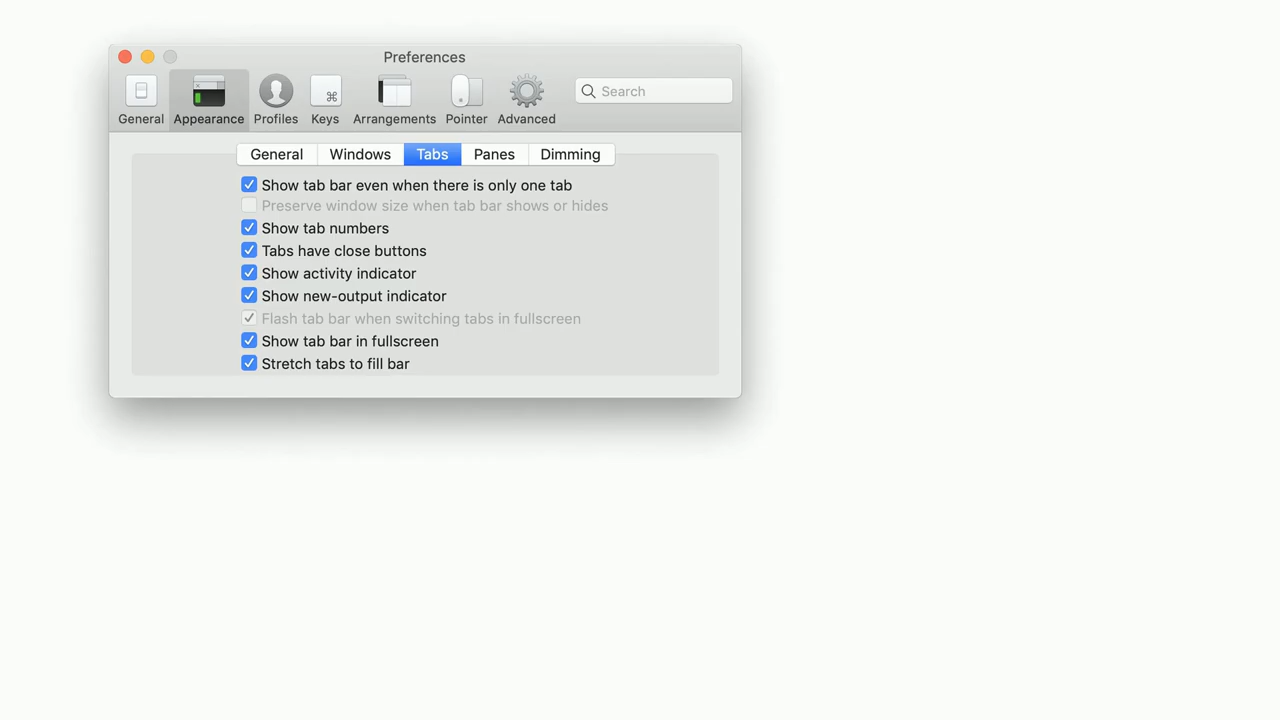 Preferences
General Appearance Profiles Keys Arrangements Pointer Advanced Search
General Windows Tabs Panes Dimming
Show tab bar even when there is only one tab
Preserve window size when tab bar shows or hides
Show tab numbers
Tabs have close buttons
Show activity indicator
Show new-output indicator
Flash tab bar when switching tabs in fullscreen
Show tab bar in fullscreen
Stretch tabs to fill bar